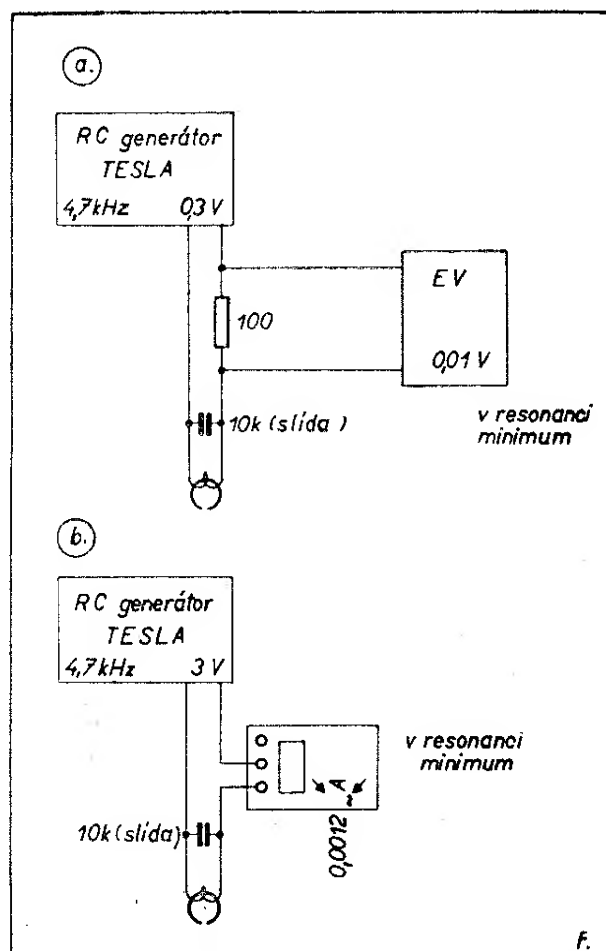 a.
RC generátor
TESLA
4,7kHz 0,3 V
100
EV
0,01 V
10k (slída)
v resonanci
minimum
b.
RC generátor
TESLA
4,7kHz 3 V
A
~
0,0012
v resonanci
minimum
10k (slída)
F.